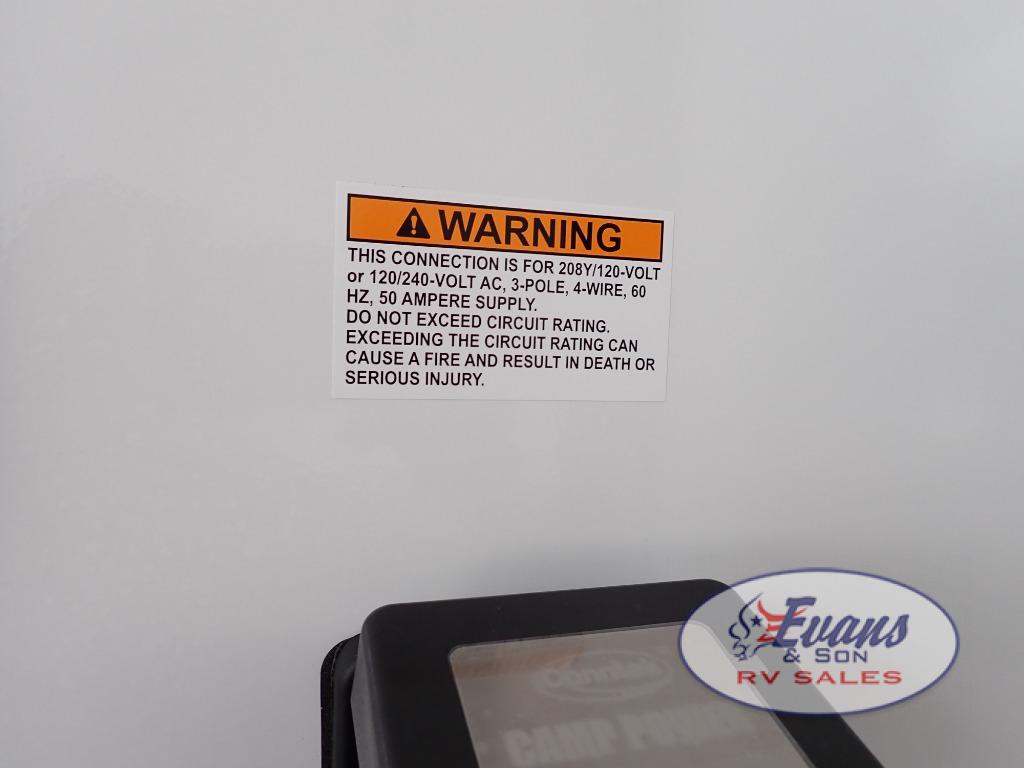 WARNING
THIS CONNECTION IS FOR 208Y/120-VOLT
or 120/240-VOLT AC, 3-POLE, 4-WIRE, 60
HZ, 50 AMPERE SUPPLY.
DO NOT EXCEED CIRCUIT RATING.
EXCEEDING THE CIRCUIT RATING CAN
CAUSE A FIRE AND RESULT IN DEATH OR
SERIOUS INJURY.
Evans
& SON
RV SALES
CAMP POWER